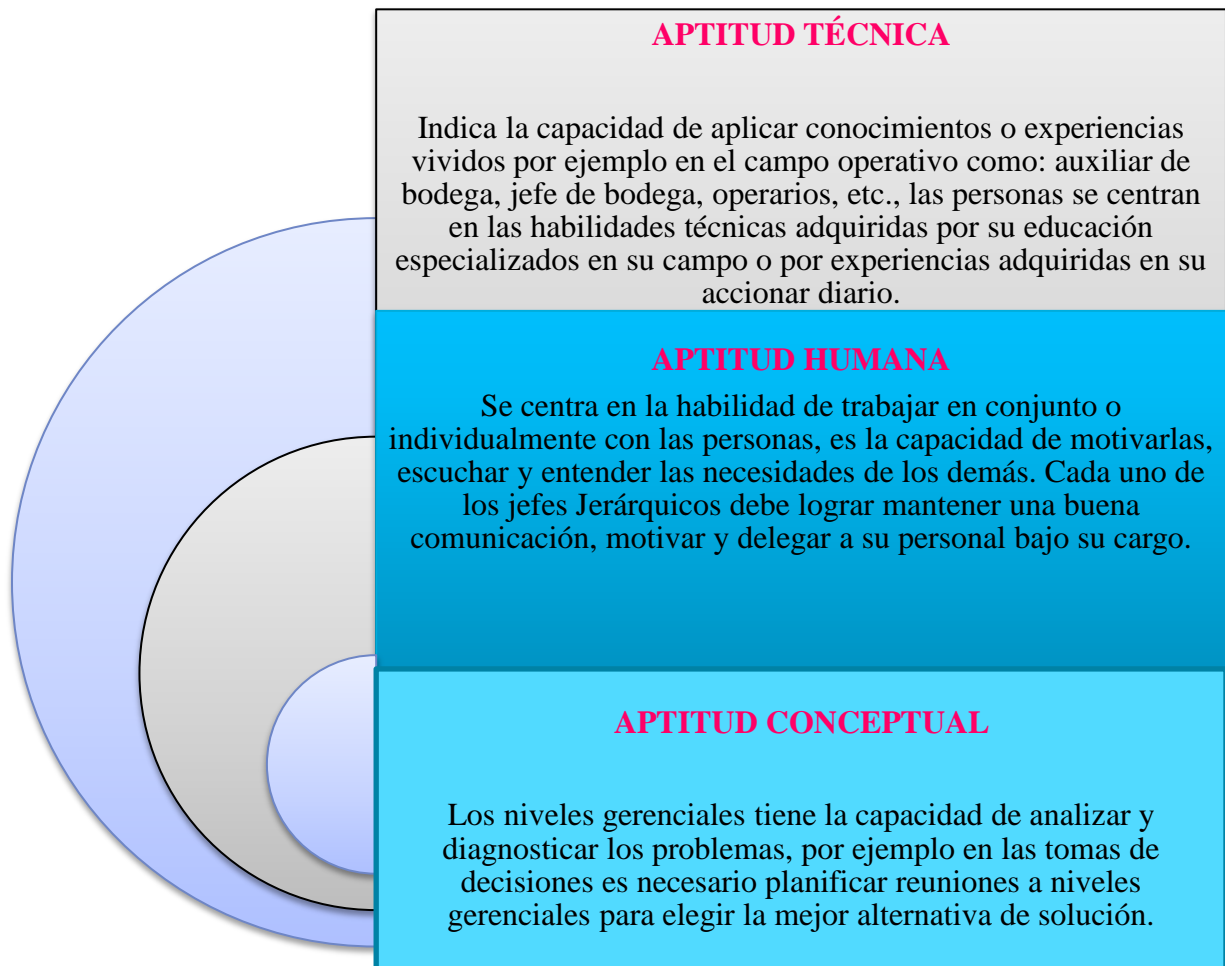 APTITUD TÉCNICA
Indica la capacidad de aplicar conocimientos o experiencias
vividos por ejemplo en el campo operativo como: auxiliar de
bodega, jefe de bodega, operarios, etc., las personas se centran
en las habilidades técnicas adquiridas por su educación
especializados en su campo o por experiencias adquiridas en su
accionar diario.
APTITUD HUMANA
Se centra en la habilidad de trabajar en conjunto o
individualmente con las personas, es la capacidad de motivarlas,
escuchar y entender las necesidades de los demás. Cada uno de
los jefes Jerárquicos debe lograr mantener una buena
comunicación, motivar y delegar a su personal bajo su cargo.
APTITUD CONCEPTUAL
Los niveles gerenciales tiene la capacidad de analizar y
diagnosticar los problemas, por ejemplo en las tomas de
decisiones es necesario planificar reuniones a niveles
gerenciales para elegir la mejor alternativa de solución.